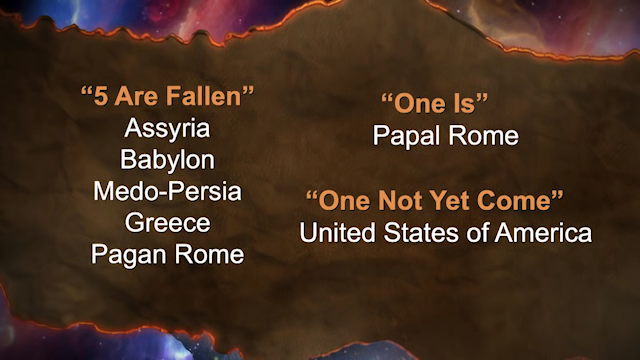 “5 Are Fallen”
Assyria
Babylon
Medo-Persia
Greece
Pagan Rome
“One Is”
Papal Rome
“One Not Yet Come”
United States of America